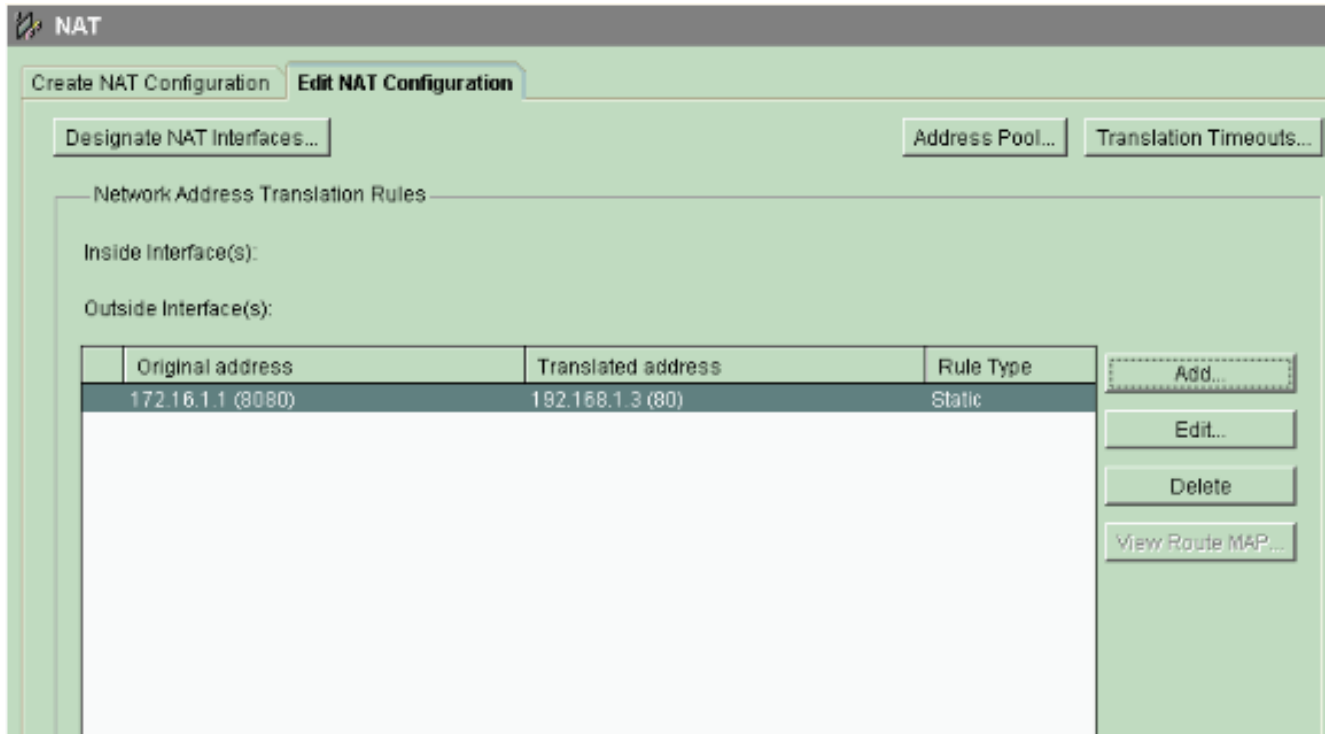 NAT
Create NAT Configuration Edit NAT Configuration
Designate NAT Interfaces... Address Pool... Translation Timeouts...
Network Address Translation Rules
Inside Interface(s):
Outside Interface(s):
Original address Translated address Rule Type
172.16.1.1 (8080) 192.168.1.3 (80) Static
Add...
Edit...
Delete
View Route MAP...